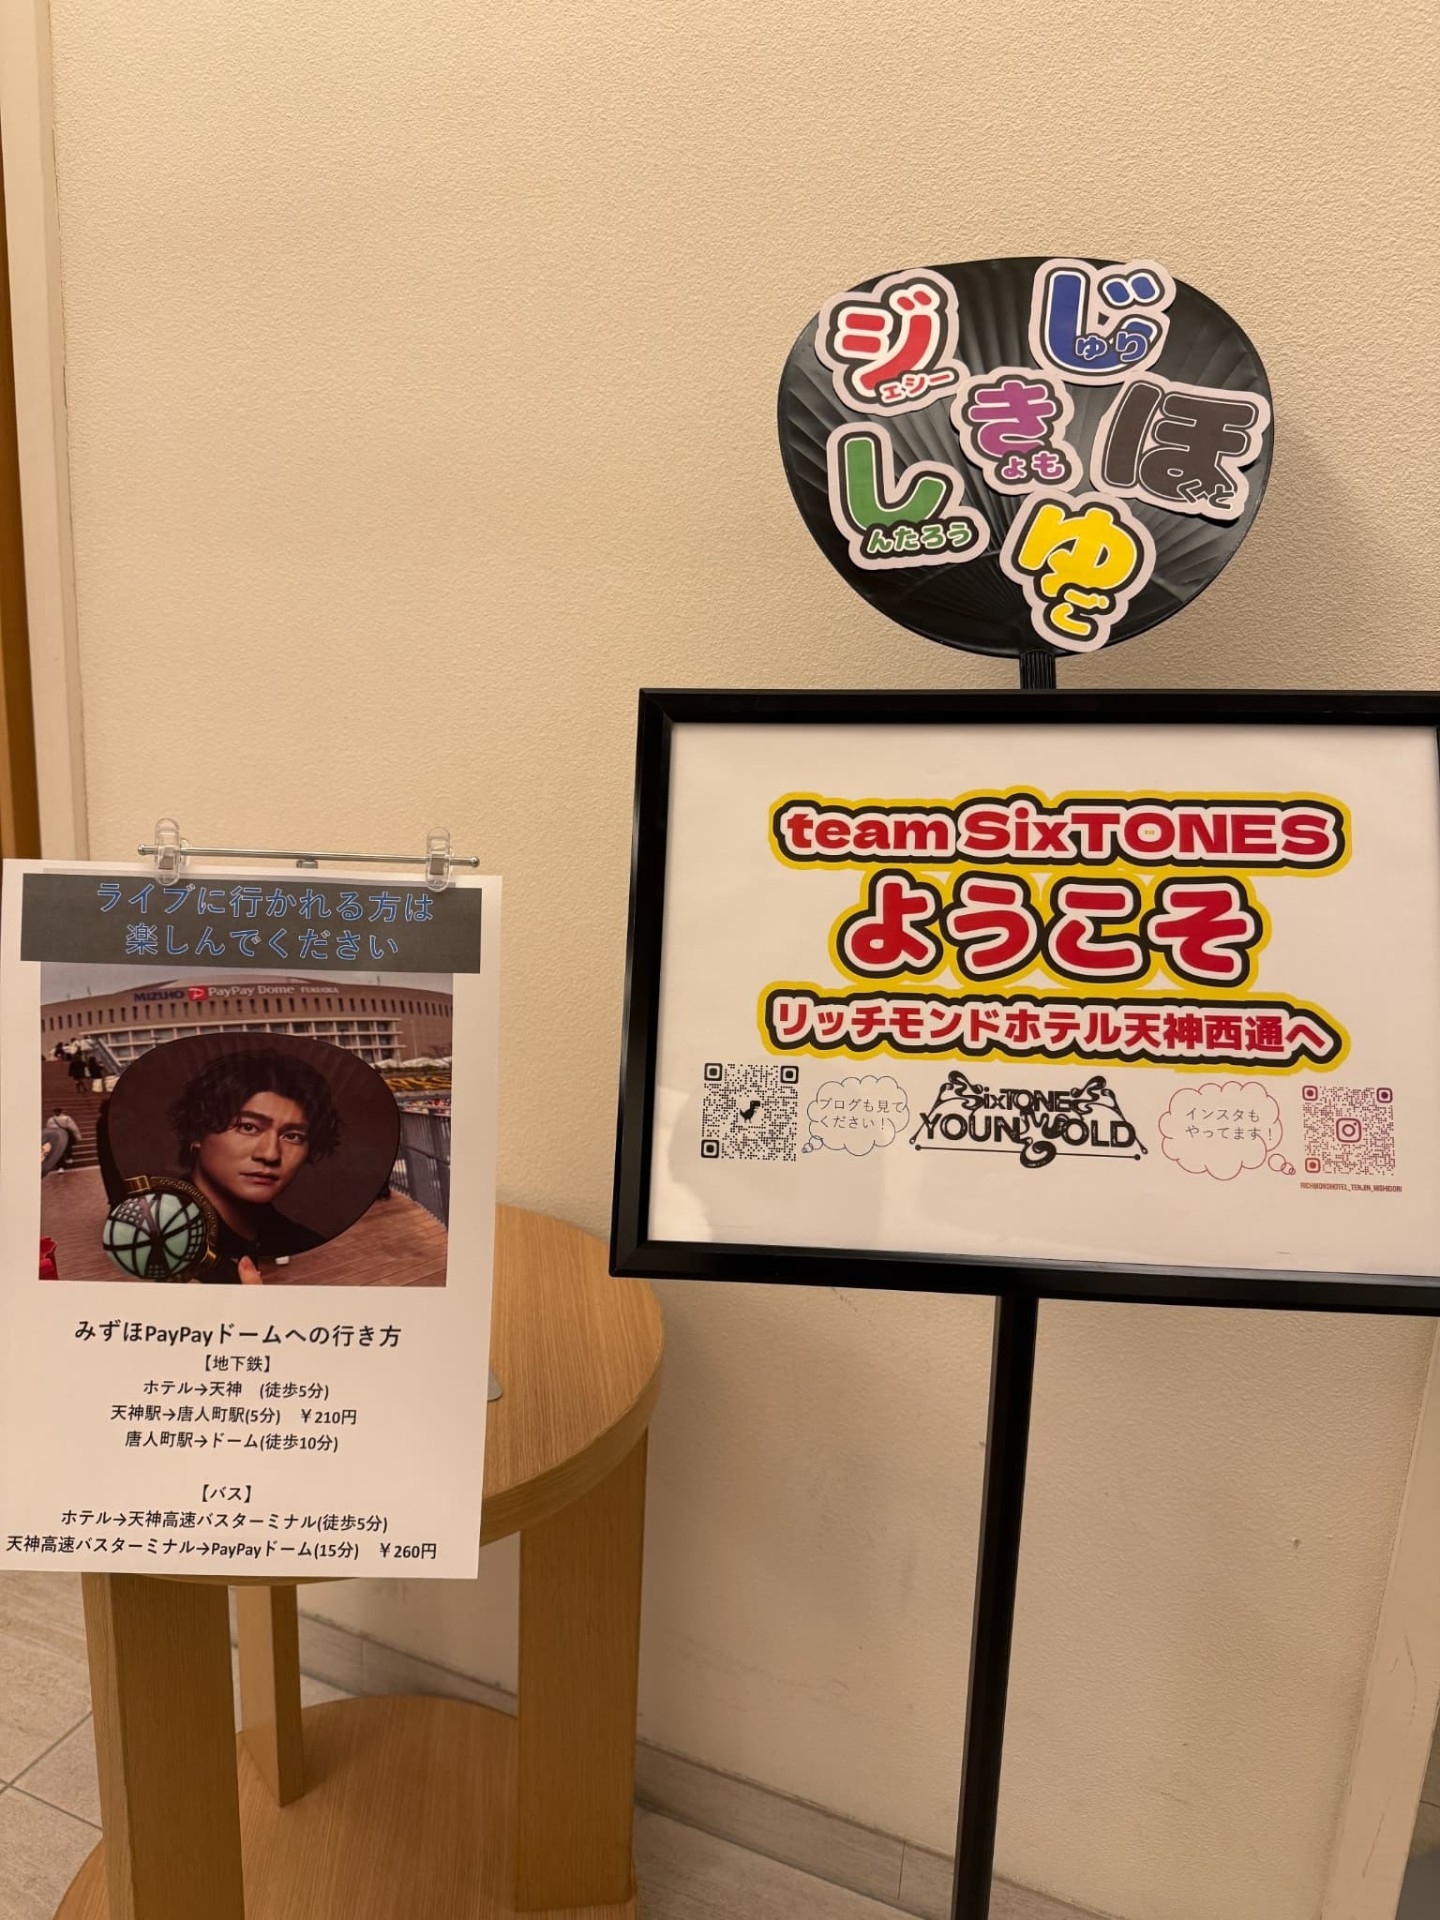 ジェシー
じゅり
きょも
ほくと
しんたろう
ゆご
team SixTONES
ようこそ
リッチモンドホテル天神西通へ
ブログも見て
ください！
SixTONES
YOUNG OLD
インスタも
やってます！
RICHMONDHOTEL_TENJIN_NISHIDORI
ライブに行かれる方は
楽しんでください
MIZUHO PayPay Dome FUKUOKA
みずほPayPayドームへの行き方
【地下鉄】
ホテル→天神　(徒歩5分)
天神駅→唐人町駅(5分)　￥210円
唐人町駅→ドーム(徒歩10分)
【バス】
ホテル→天神高速バスターミナル(徒歩5分)
天神高速バスターミナル→PayPayドーム(15分)　￥260円